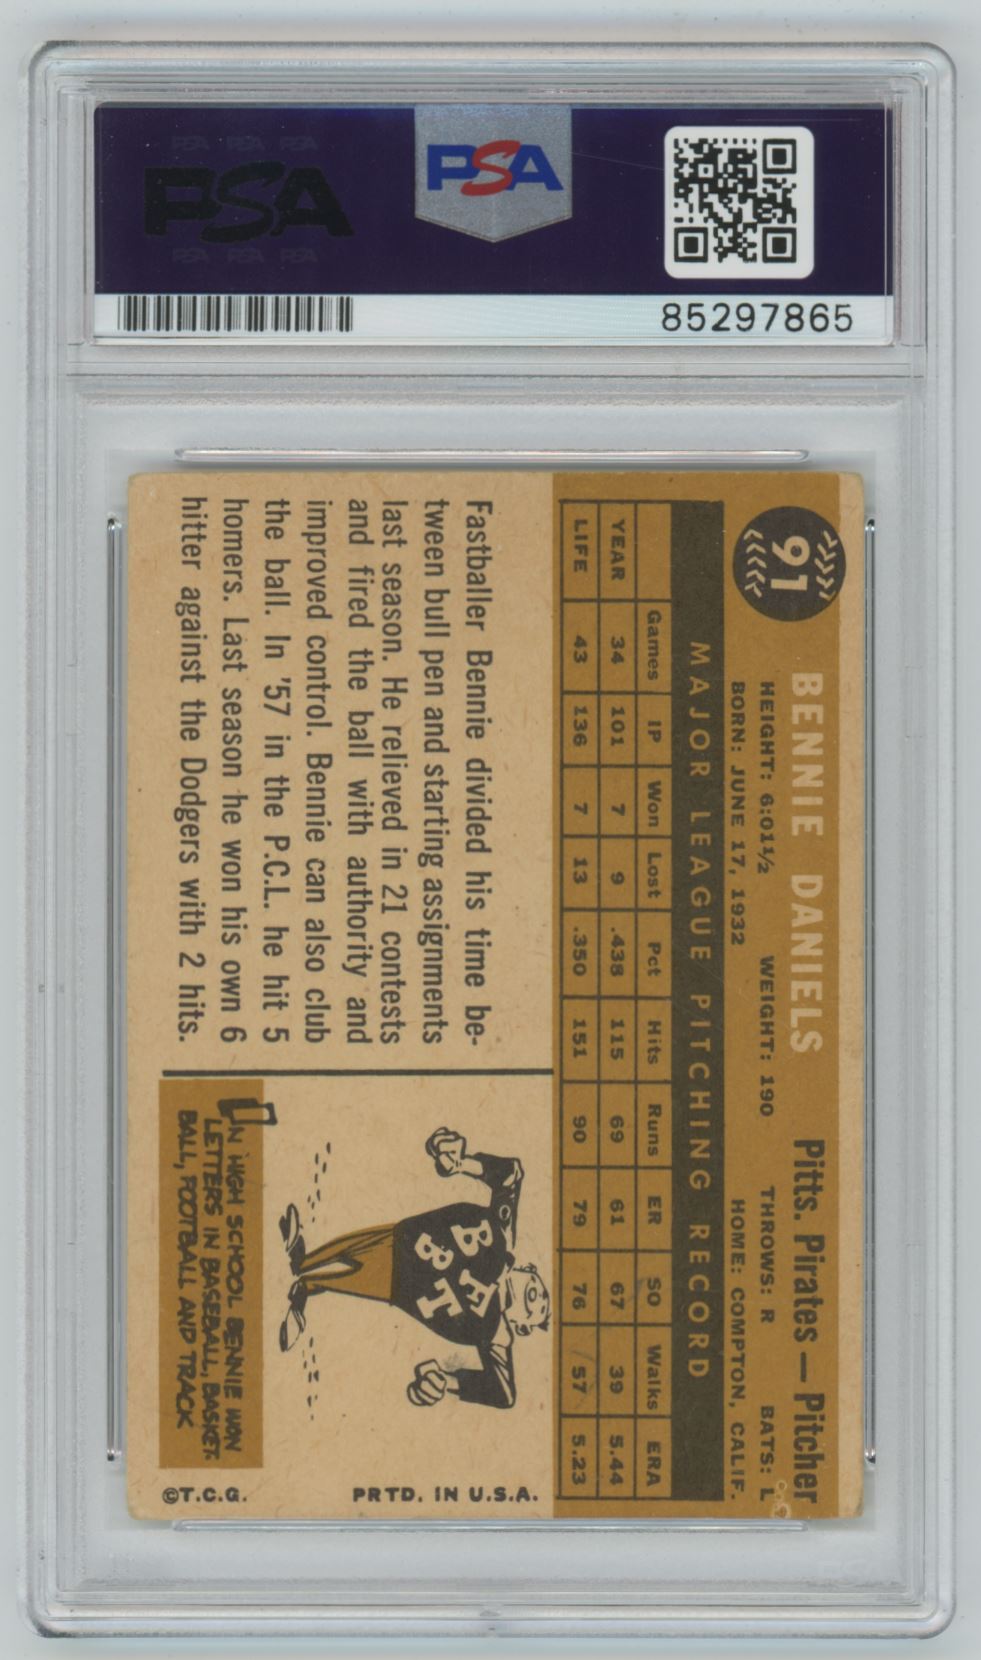 PSA PSA PSA
PSA
PSA PSA PSA
PSA
85297865
91
BENNIE DANIELS Pitts. Pirates — Pitcher
HEIGHT: 6:01½ WEIGHT: 190 THROWS: R BATS: L
BORN: JUNE 17, 1932 HOME: COMPTON, CALIF.
MAJOR LEAGUE PITCHING RECORD
Games IP Won Lost Pct Hits Runs ER SO Walks ERA
YEAR 34 101 7 9 .438 115 69 61 67 39 5.44
LIFE 43 136 7 13 .350 151 90 79 76 57 5.23
Fastballer Bennie divided his time be-
tween bull pen and starting assignments
last season. He relieved in 21 contests
and fired the ball with authority and
improved control. Bennie can also club
the ball. In '57 in the P.C.L. he hit 5
homers. Last season he won his own 6
hitter against the Dodgers with 2 hits.
B F
& T
IN HIGH SCHOOL BENNIE WON
LETTERS IN BASEBALL, BASKET-
BALL, FOOTBALL AND TRACK
©T.C.G. PRTD. IN U.S.A.